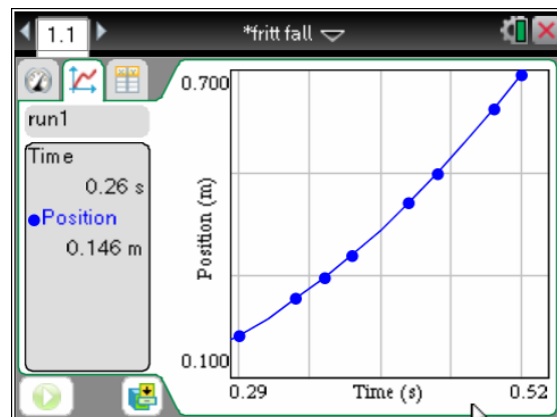 1.1
*fritt fall
run1
Time
0.26 s
Position
0.146 m
0.700
Position (m)
0.100
0.29
Time (s)
0.52